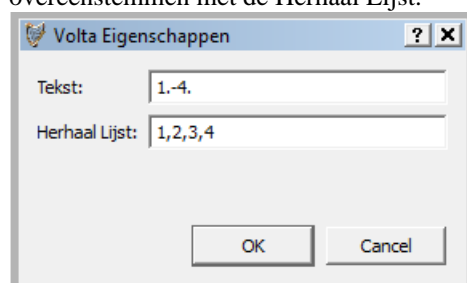 overeenstemmen met de Herhaal Lijst.
Volta Eigenschappen
Tekst: 1.-4.
Herhaal Lijst: 1,2,3,4
OK Cancel